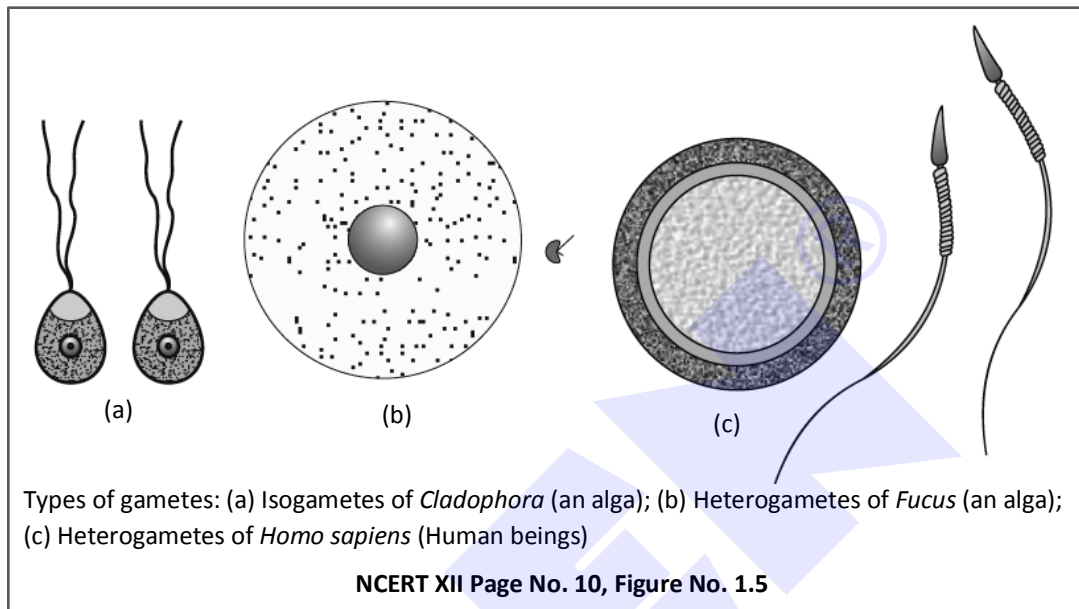 (a)
(b)
(c)
Types of gametes: (a) Isogametes of Cladophora (an alga); (b) Heterogametes of Fucus (an alga);
(c) Heterogametes of Homo sapiens (Human beings)
NCERT XII Page No. 10, Figure No. 1.5